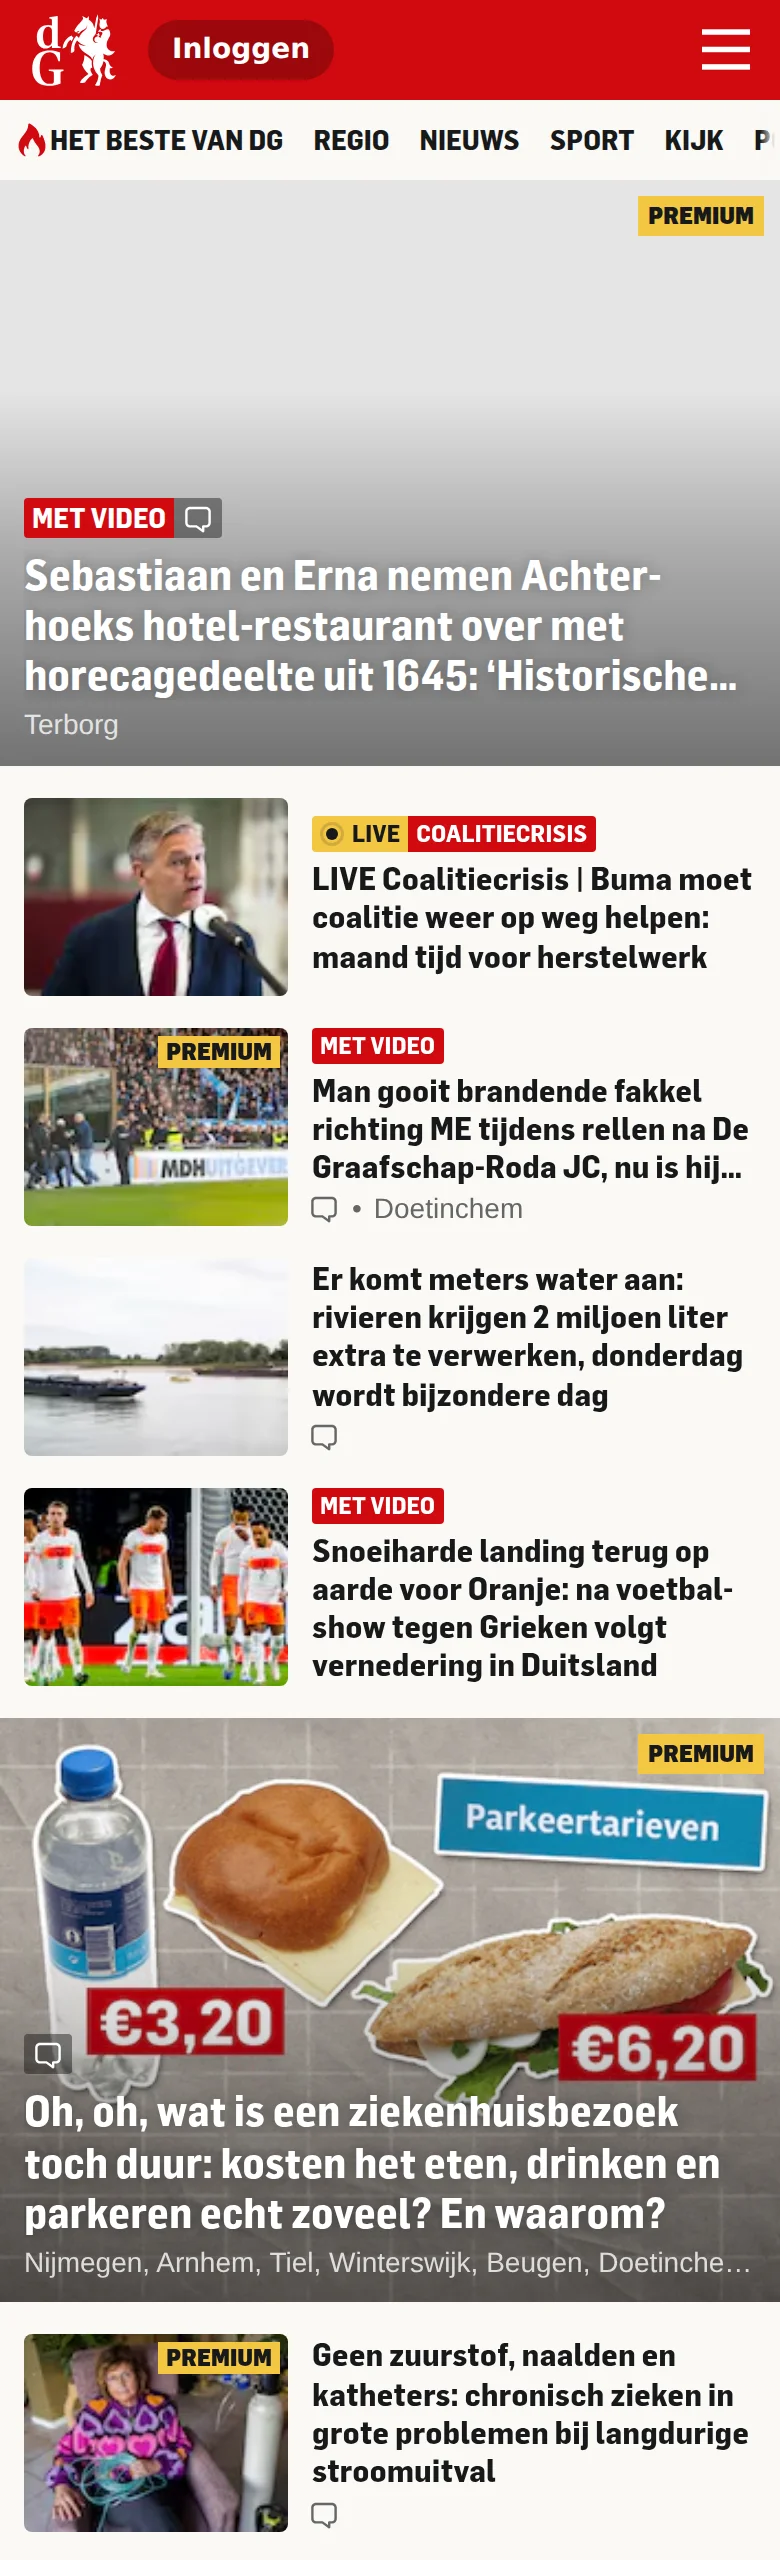 dG
Inloggen
HET BESTE VAN DG REGIO NIEUWS SPORT KIJK
PREMIUM
MET VIDEO
Sebastiaan en Erna nemen Achter-
hoeks hotel-restaurant over met
horecagedeelte uit 1645: ‘Historische...
Terborg
LIVE COALITIECRISIS
LIVE Coalitiecrisis | Buma moet
coalitie weer op weg helpen:
maand tijd voor herstelwerk
PREMIUM
MDHUITGEVER
MET VIDEO
Man gooit brandende fakkel
richting ME tijdens rellen na De
Graafschap-Roda JC, nu is hij...
• Doetinchem
Er komt meters water aan:
rivieren krijgen 2 miljoen liter
extra te verwerken, donderdag
wordt bijzondere dag
MET VIDEO
Snoeiharde landing terug op
aarde voor Oranje: na voetbal-
show tegen Grieken volgt
vernedering in Duitsland
PREMIUM
Parkeertarieven
€3,20
€6,20
Oh, oh, wat is een ziekenhuisbezoek
toch duur: kosten het eten, drinken en
parkeren echt zoveel? En waarom?
Nijmegen, Arnhem, Tiel, Winterswijk, Beugen, Doetinche...
PREMIUM
Geen zuurstof, naalden en
katheters: chronisch zieken in
grote problemen bij langdurige
stroomuitval